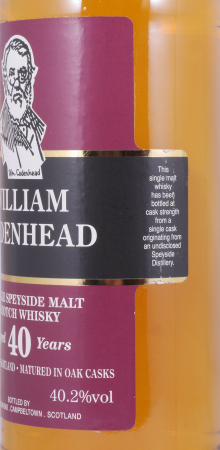 Wm. Cadenhead
ILLIAM
DENHEAD
SPEYSIDE MALT
OTCH WHISKY
40 Years
MATURED IN OAK CASKS
40.2%vol
BOTTLED BY
CAMPBELTOWN . SCOTLAND
This
single malt
whisky
has been
bottled at
cask strength
from a
single cask
originating from
an undisclosed
Speyside
Distillery.